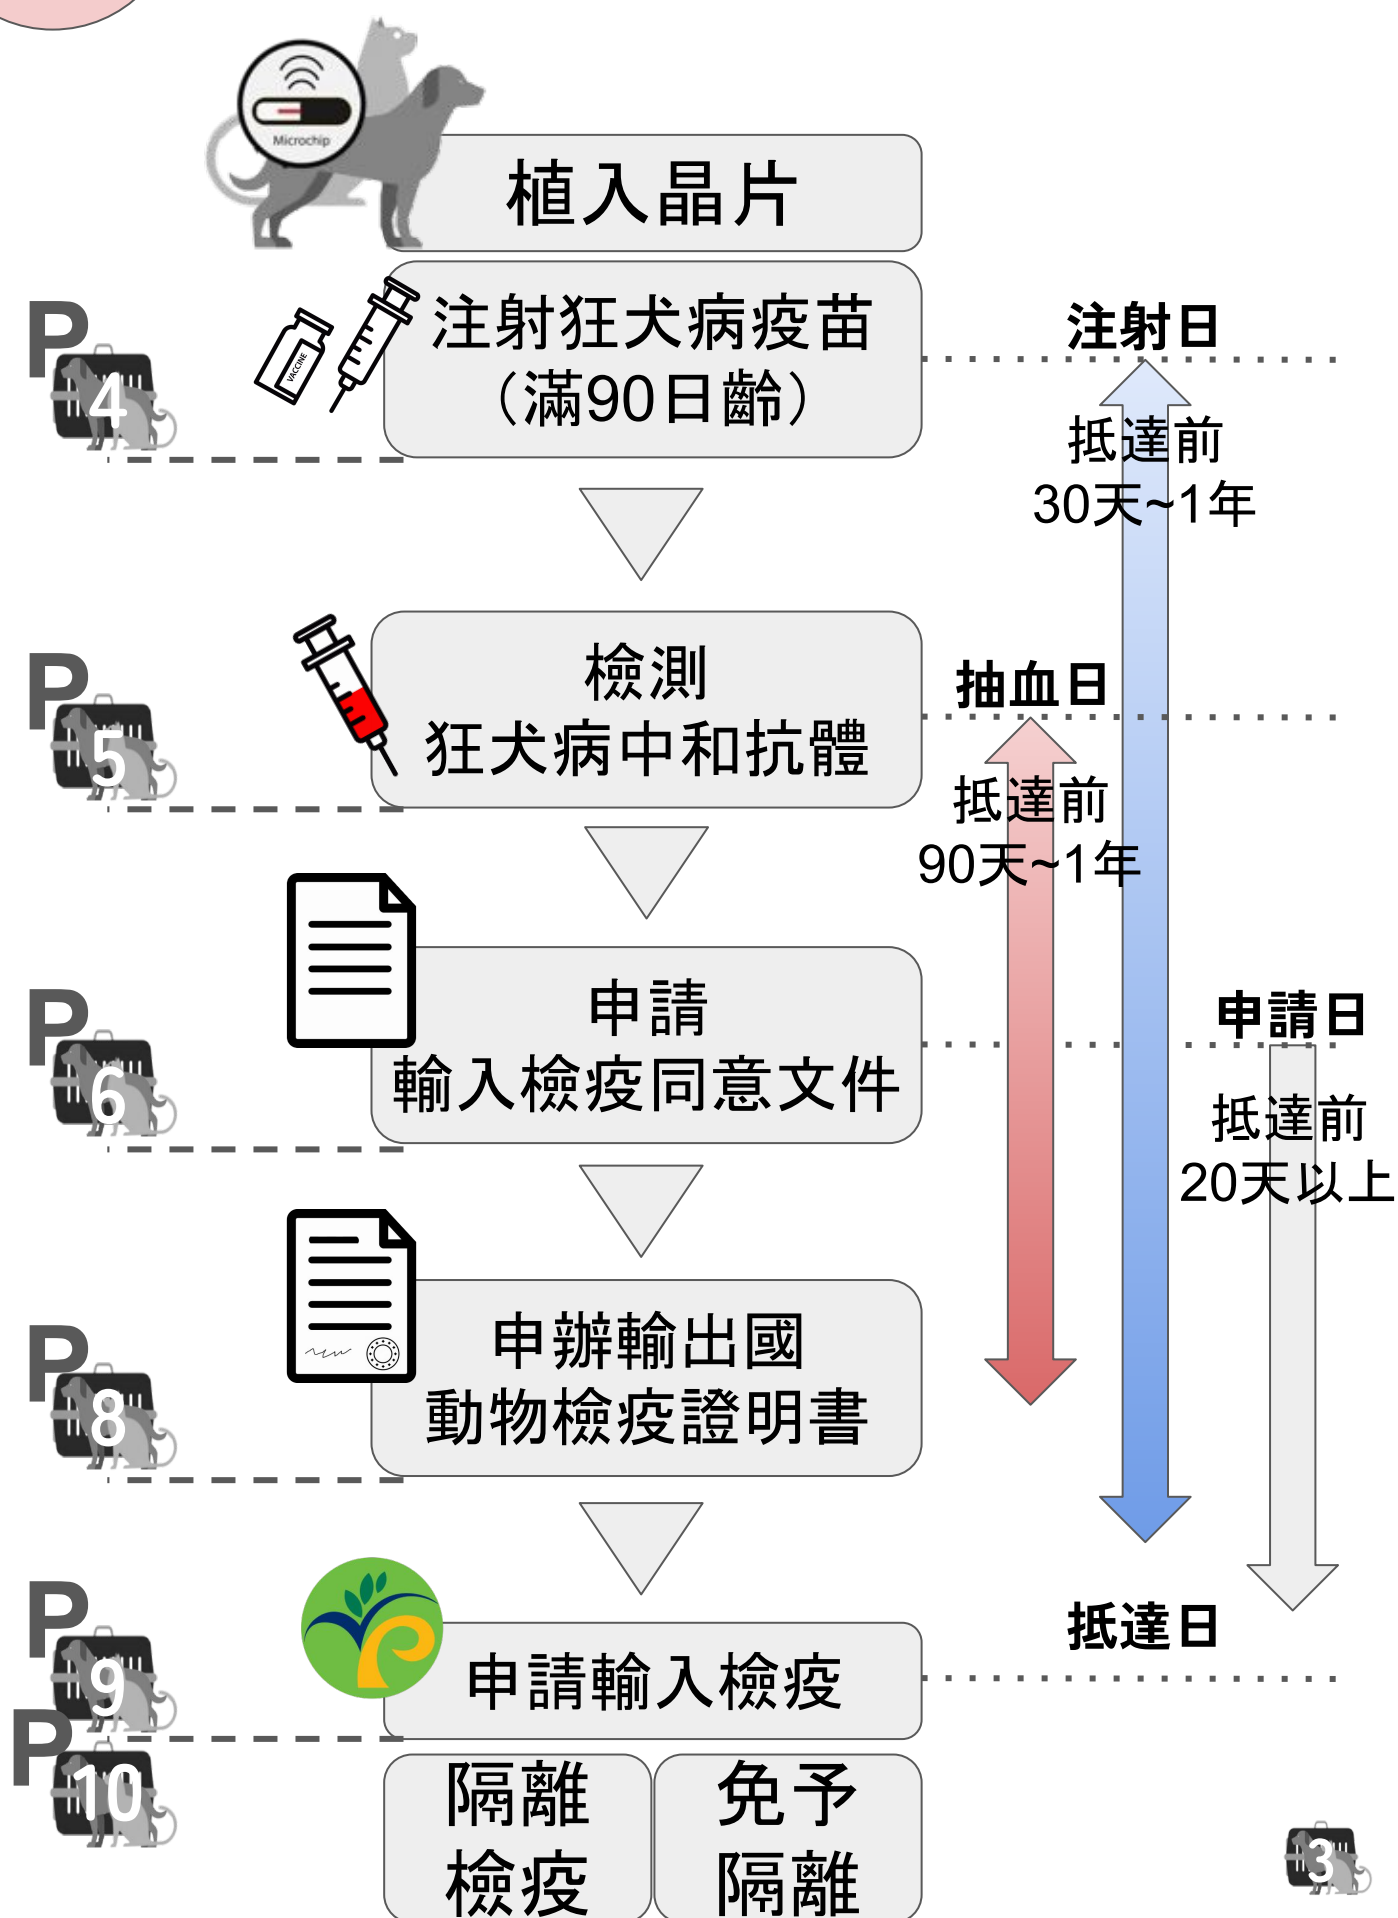 Microchip
植入晶片
P4
VACCINE
注射狂犬病疫苗
（滿90日齡）
注射日
抵達前
30天~1年
P5
檢測
狂犬病中和抗體
抽血日
抵達前
90天~1年
P6
申請
輸入檢疫同意文件
申請日
抵達前
20天以上
P8
申辦輸出國
動物檢疫證明書
P9
申請輸入檢疫
抵達日
P10
隔離
檢疫
免予
隔離
3